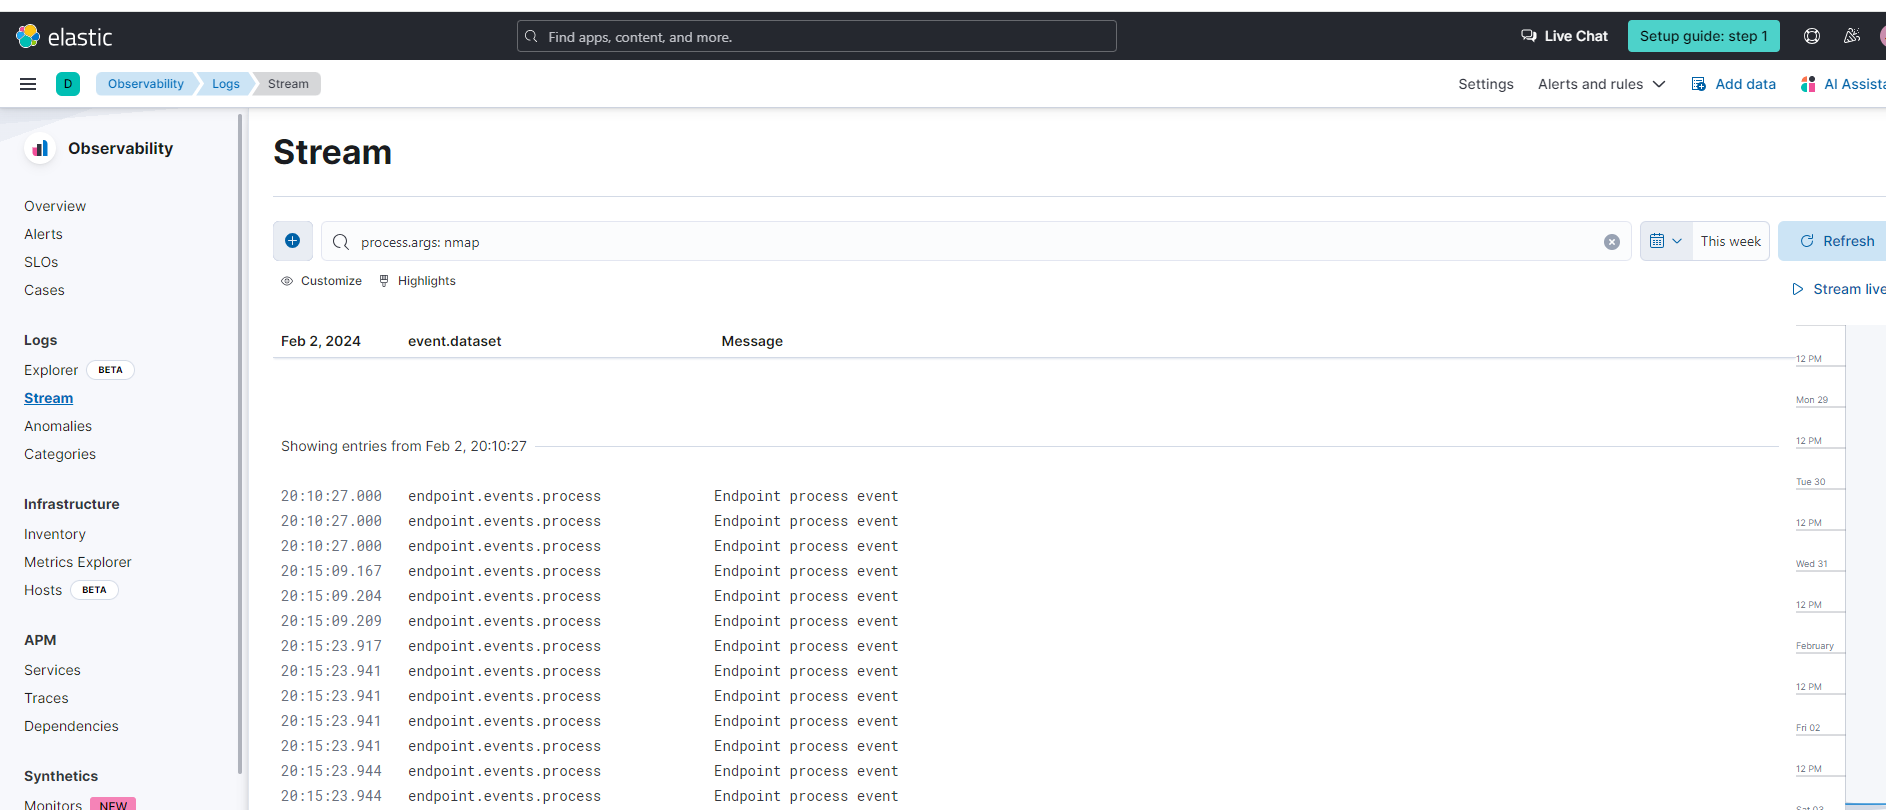 elastic
Find apps, content, and more.
Live Chat
Setup guide: step 1
D
Observability
Logs
Stream
Settings
Alerts and rules
Add data
AI Assista
Observability
Overview
Alerts
SLOs
Cases
Logs
Explorer BETA
Stream
Anomalies
Categories
Infrastructure
Inventory
Metrics Explorer
Hosts BETA
APM
Services
Traces
Dependencies
Synthetics
Monitors NEW
Stream
process.args: nmap
This week
Refresh
Customize
Highlights
Stream live
Feb 2, 2024 event.dataset Message
Showing entries from Feb 2, 20:10:27
20:10:27.000 endpoint.events.process Endpoint process event
20:10:27.000 endpoint.events.process Endpoint process event
20:10:27.000 endpoint.events.process Endpoint process event
20:15:09.167 endpoint.events.process Endpoint process event
20:15:09.204 endpoint.events.process Endpoint process event
20:15:09.209 endpoint.events.process Endpoint process event
20:15:23.917 endpoint.events.process Endpoint process event
20:15:23.941 endpoint.events.process Endpoint process event
20:15:23.941 endpoint.events.process Endpoint process event
20:15:23.941 endpoint.events.process Endpoint process event
20:15:23.941 endpoint.events.process Endpoint process event
20:15:23.944 endpoint.events.process Endpoint process event
20:15:23.944 endpoint.events.process Endpoint process event
12 PM
Mon 29
12 PM
Tue 30
12 PM
Wed 31
12 PM
February
12 PM
Fri 02
12 PM
Sat 03